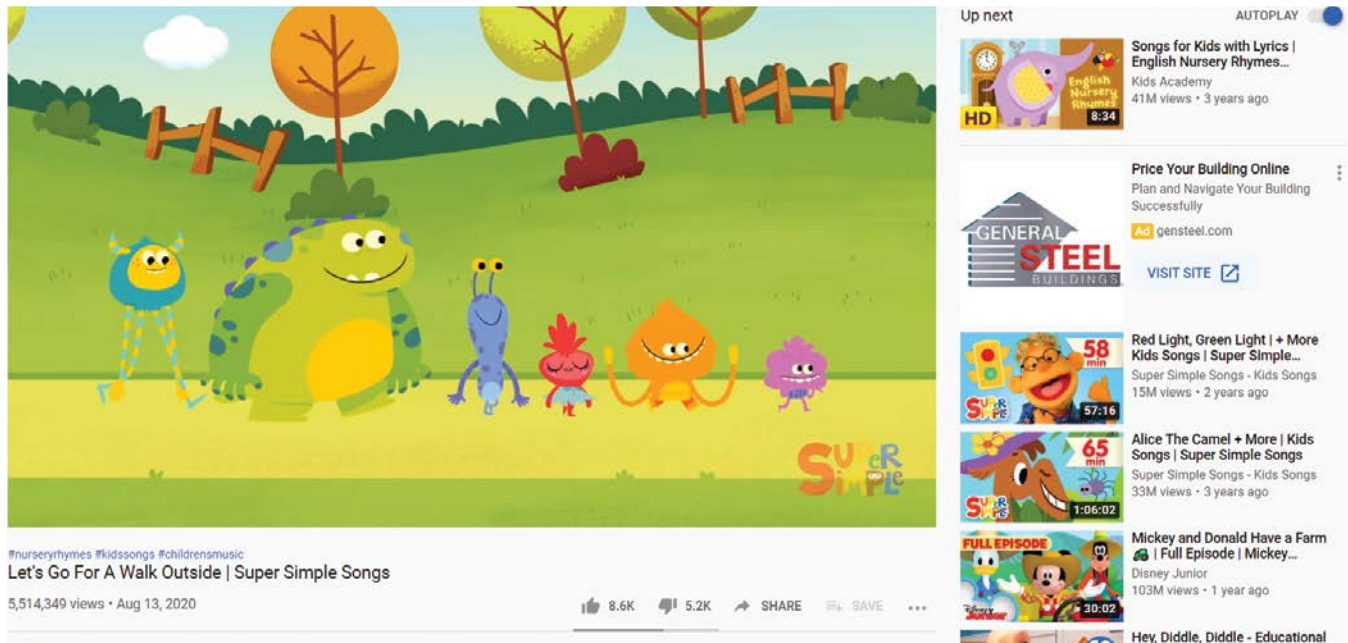 SUPER
SiMPLE
#nurseryrhymes #kidssongs #childrensmusic
Let's Go For A Walk Outside | Super Simple Songs
5,514,349 views • Aug 13, 2020
8.6K
5.2K
SHARE
SAVE
Up next
AUTOPLAY
English
Nursery
Rhymes
HD
8:34
Songs for Kids with Lyrics |
English Nursery Rhymes...
Kids Academy
41M views • 3 years ago
GENERAL
STEEL
BUILDINGS
Price Your Building Online
Plan and Navigate Your Building
Successfully
Ad gensteel.com
VISIT SITE
58
min
SUPER
SiMPLE
57:16
Red Light, Green Light | + More
Kids Songs | Super Simple...
Super Simple Songs - Kids Songs
15M views • 2 years ago
65
min
SUPER
SiMPLE
1:06:02
Alice The Camel + More | Kids
Songs | Super Simple Songs
Super Simple Songs - Kids Songs
33M views • 3 years ago
FULL EPISODE
Disney
Junior
30:02
Mickey and Donald Have a Farm
| Full Episode | Mickey...
Disney Junior
103M views • 1 year ago
Hey, Diddle, Diddle - Educational